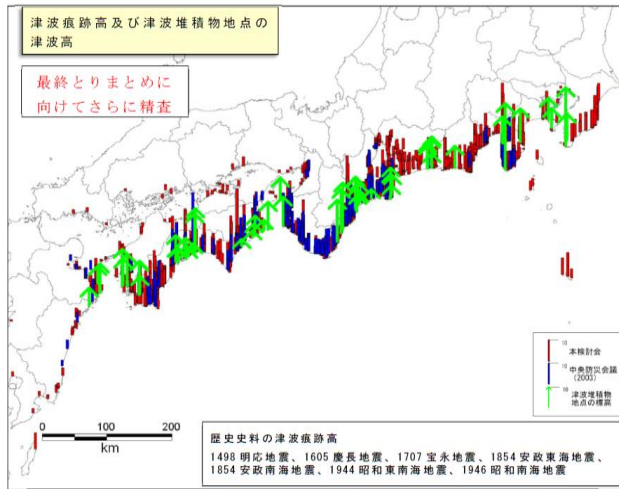 津波痕跡高及び津波堆積物地点の
津波高
最終とりまとめに
向けてさらに精査
10
本検討会
10
中央防災会議
(2003)
津波堆積物
地点の標高
0 50 100 200
km
歴史史料の津波痕跡高
1498 明応地震、1605 慶長地震、1707 宝永地震、1854 安政東海地震、
1854 安政南海地震、1944 昭和東南海地震、1946 昭和南海地震